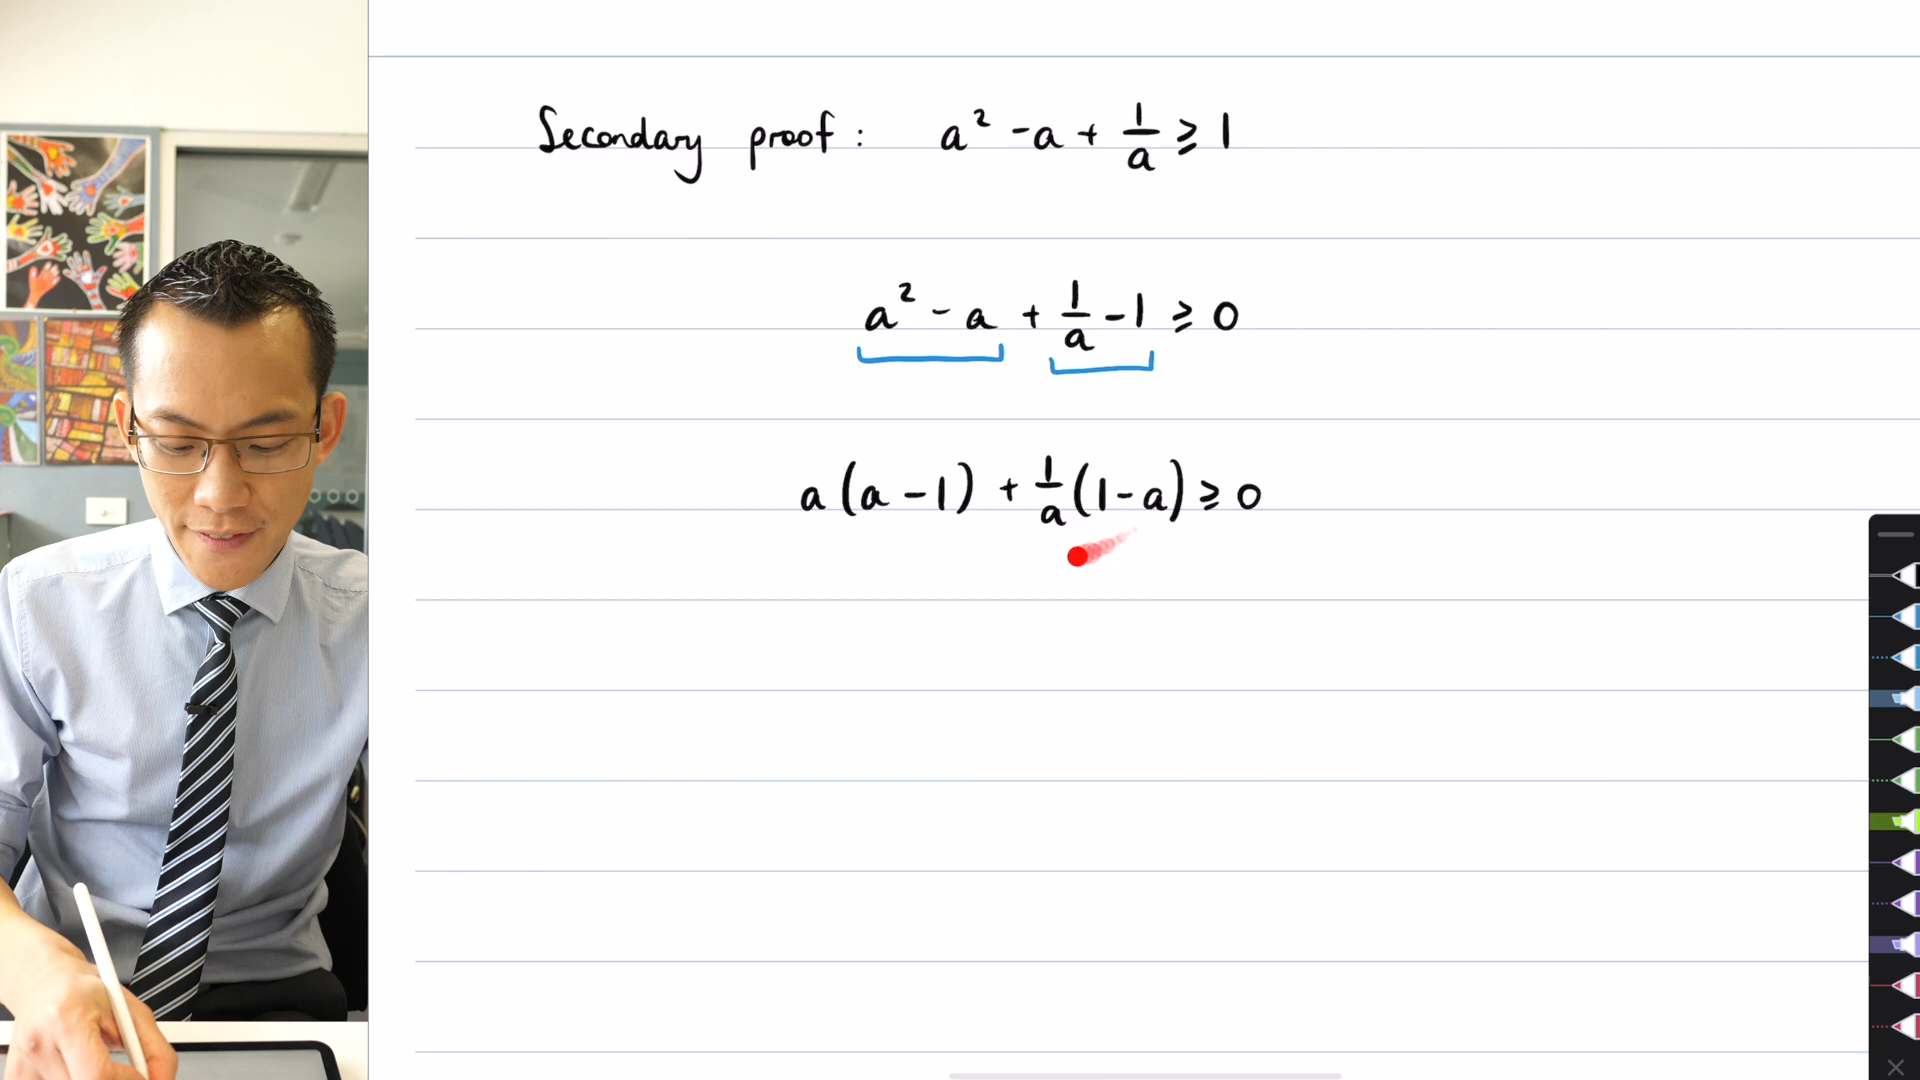 Secondary proof : a² - a + 1/a ≥ 1
a² - a + 1/a - 1 ≥ 0
a(a - 1) + 1/a(1 - a) ≥ 0